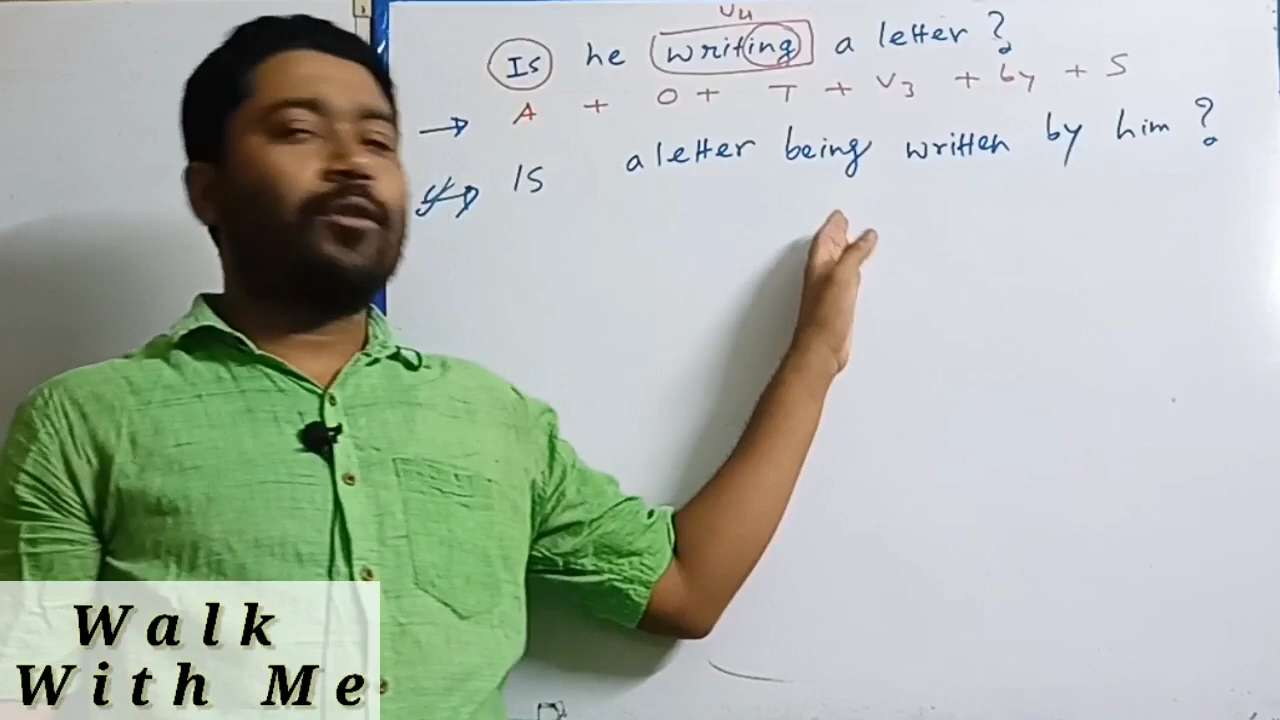 V4
Is he writing a letter ?
A + O + T + V3 + by + S
Is a letter being written by him ?
Walk
With Me